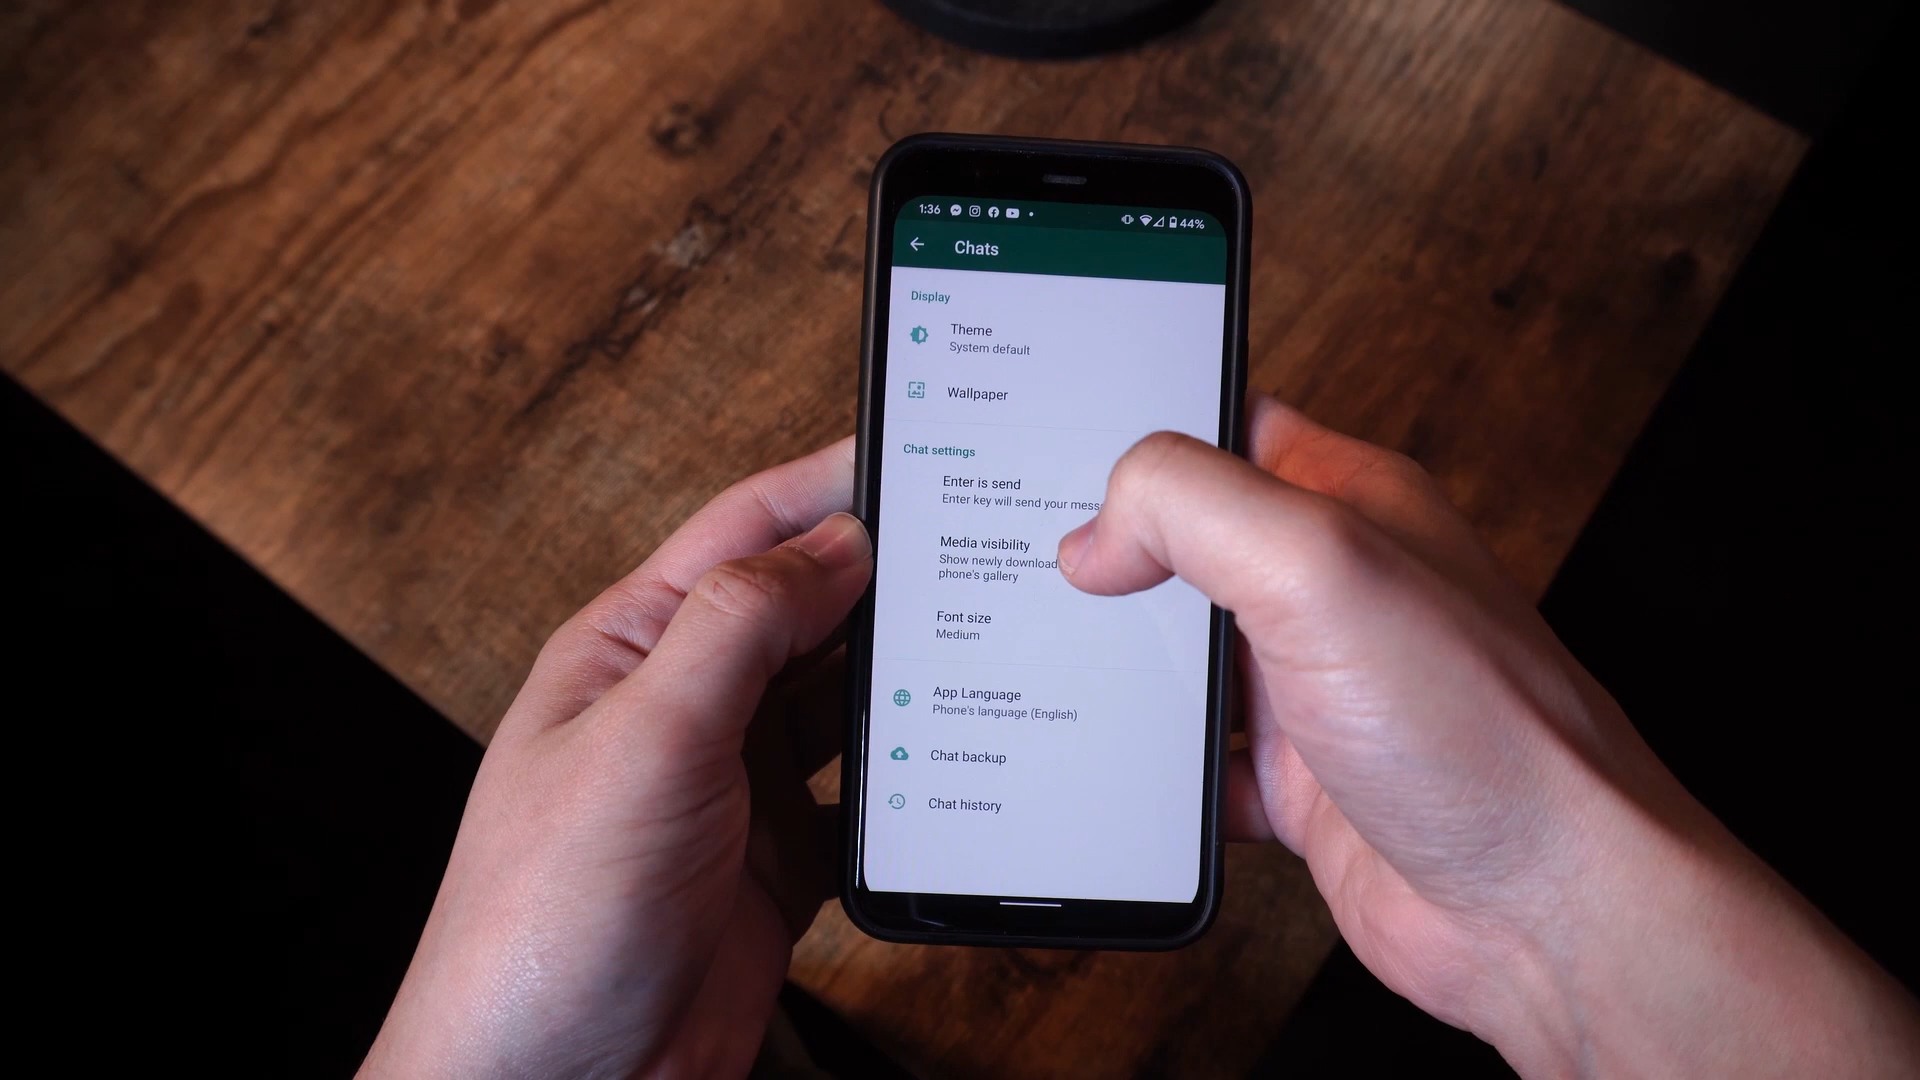 1:36
44%
Chats
Display
Theme
System default
Wallpaper
Chat settings
Enter is send
Enter key will send your
Media visibility
Show newly download
phone's gallery
Font size
Medium
App Language
Phone's language (English)
Chat backup
Chat history